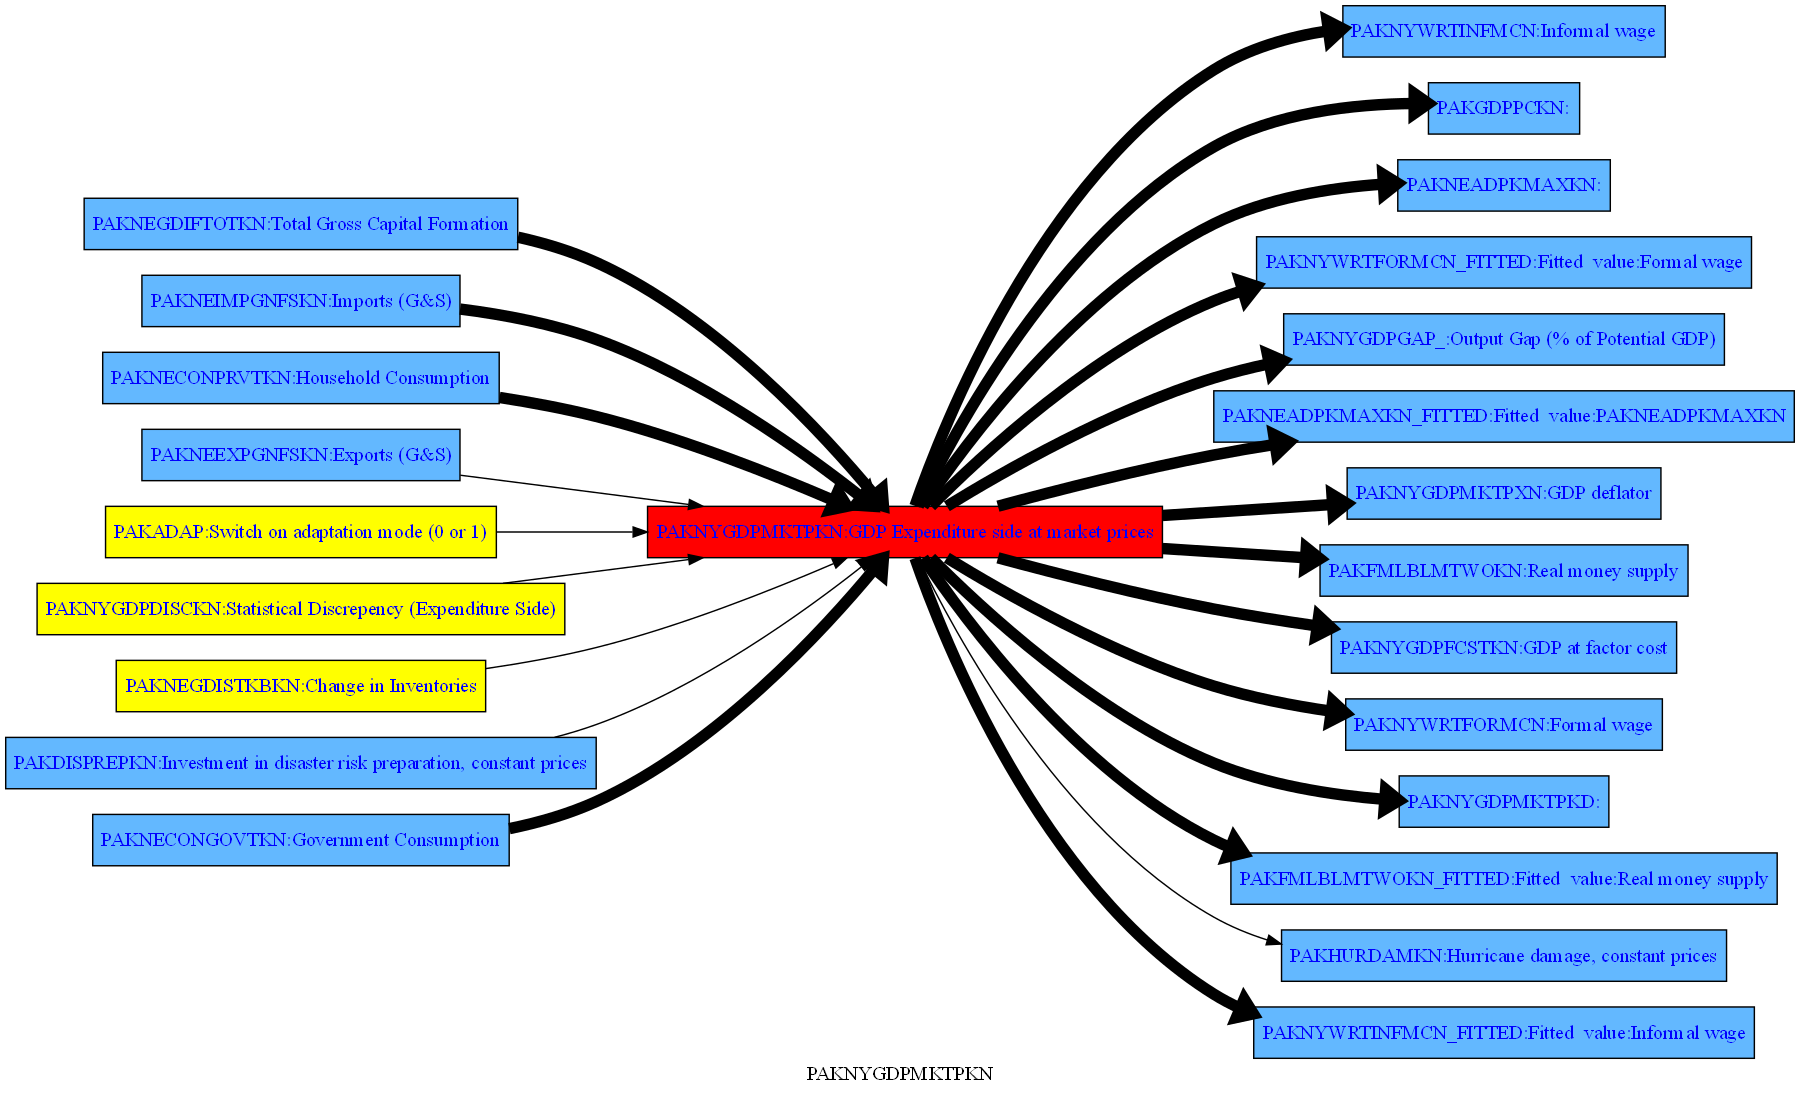 PAKNEGDIFTOTKN:Total Gross Capital Formation
PAKNEIMPGNFSKN:Imports (G&S)
PAKNECONPRVTKN:Household Consumption
PAKNEEXPGNFSKN:Exports (G&S)
PAKADAP:Switch on adaptation mode (0 or 1)
PAKNYGDPDISCKN:Statistical Discrepency (Expenditure Side)
PAKNEGDISTKBKN:Change in Inventories
PAKDISPREPKN:Investment in disaster risk preparation, constant prices
PAKNECONGOVTKN:Government Consumption
PAKNYGDPMKTPKN:GDP Expenditure side at market prices
PAKNYWRTINFMCN:Informal wage
PAKGDPPCKN:
PAKNEADPKMAXKN:
PAKNYWRTFORMCN_FITTED:Fitted value:Formal wage
PAKNYGDPGAP_:Output Gap (% of Potential GDP)
PAKNEADPKMAXKN_FITTED:Fitted value:PAKNEADPKMAXKN
PAKNYGDPMKTPXN:GDP deflator
PAKFMLBLMTWOKN:Real money supply
PAKNYGDPFCSTKN:GDP at factor cost
PAKNYWRTFORMCN:Formal wage
PAKNYGDPMKTPKD:
PAKFMLBLMTWOKN_FITTED:Fitted value:Real money supply
PAKHURDAMKN:Hurricane damage, constant prices
PAKNYWRTINFMCN_FITTED:Fitted value:Informal wage
PAKNYGDPMKTPKN